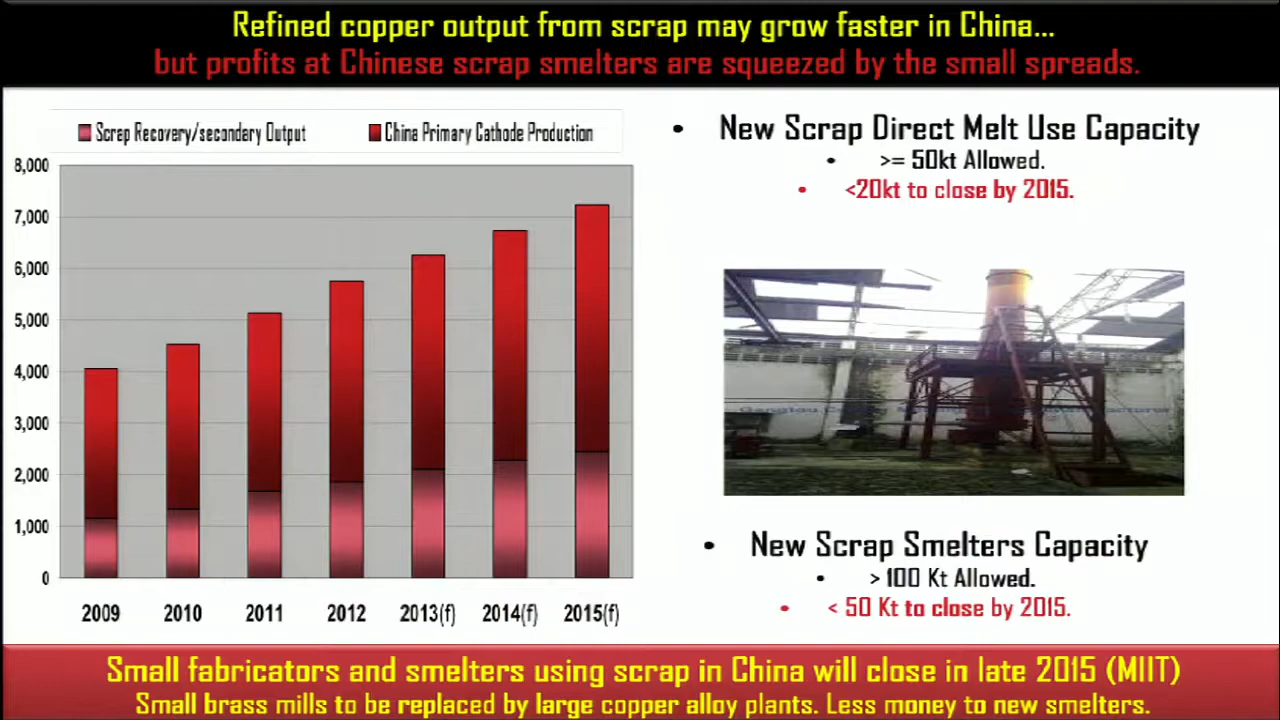 Refined copper output from scrap may grow faster in China...
but profits at Chinese scrap smelters are squeezed by the small spreads.
Scrap Recovery/secondary Output
China Primary Cathode Production
8,000
7,000
6,000
5,000
4,000
3,000
2,000
1,000
0
2009 2010 2011 2012 2013(f) 2014(f) 2015(f)
• New Scrap Direct Melt Use Capacity
• >= 50kt Allowed.
• <20kt to close by 2015.
• New Scrap Smelters Capacity
• > 100 Kt Allowed.
• < 50 Kt to close by 2015.
Small fabricators and smelters using scrap in China will close in late 2015 (MIIT)
Small brass mills to be replaced by large copper alloy plants. Less money to new smelters.